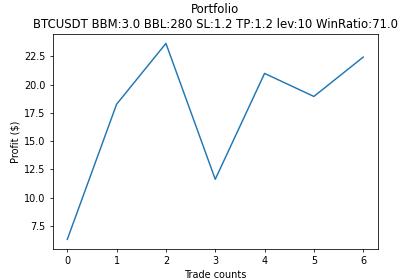 Portfolio
BTCUSDT BBM:3.0 BBL:280 SL:1.2 TP:1.2 lev:10 WinRatio:71.0
22.5
20.0
17.5
15.0
12.5
10.0
7.5
Profit ($)
0 1 2 3 4 5 6
Trade counts